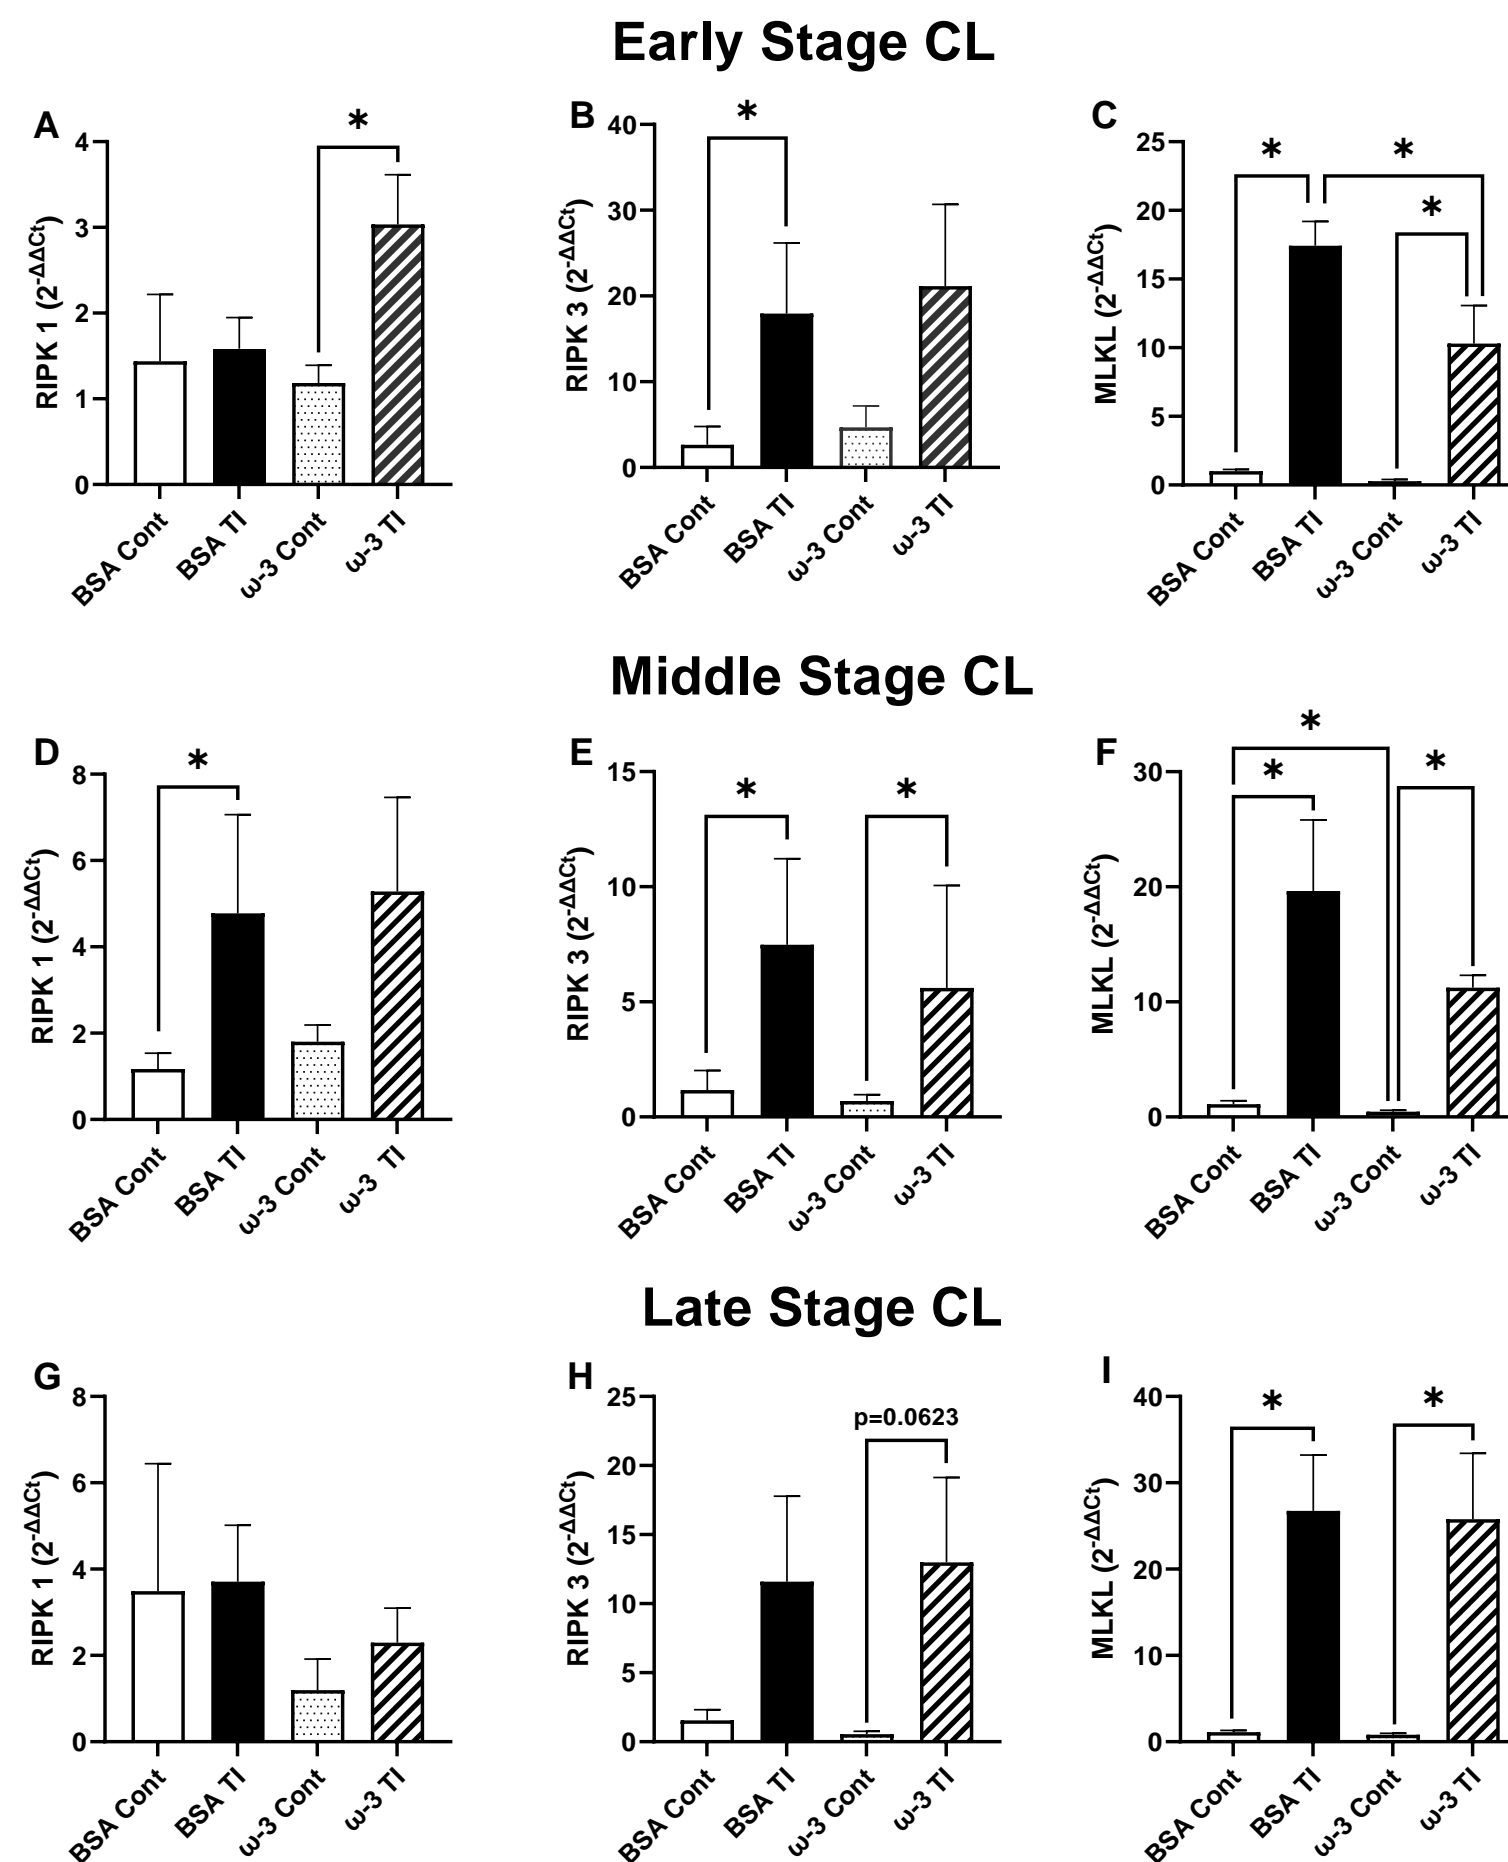 Early Stage CL
A
*
RIPK 1 (2-ΔΔCt)
4
3
2
1
0
BSA Cont
BSA TI
ω-3 Cont
ω-3 TI
B
*
RIPK 3 (2-ΔΔCt)
40
30
20
10
0
BSA Cont
BSA TI
ω-3 Cont
ω-3 TI
C
*
*
*
MLKL (2-ΔΔCt)
25
20
15
10
5
0
BSA Cont
BSA TI
ω-3 Cont
ω-3 TI
Middle Stage CL
D
*
RIPK 1 (2-ΔΔCt)
8
6
4
2
0
BSA Cont
BSA TI
ω-3 Cont
ω-3 TI
E
*
*
RIPK 3 (2-ΔΔCt)
15
10
5
0
BSA Cont
BSA TI
ω-3 Cont
ω-3 TI
F
*
*
*
MLKL (2-ΔΔCt)
30
20
10
0
BSA Cont
BSA TI
ω-3 Cont
ω-3 TI
Late Stage CL
G
RIPK 1 (2-ΔΔCt)
8
6
4
2
0
BSA Cont
BSA TI
ω-3 Cont
ω-3 TI
H
p=0.0623
RIPK 3 (2-ΔΔCt)
25
20
15
10
5
0
BSA Cont
BSA TI
ω-3 Cont
ω-3 TI
I
*
*
MLKL (2-ΔΔCt)
40
30
20
10
0
BSA Cont
BSA TI
ω-3 Cont
ω-3 TI